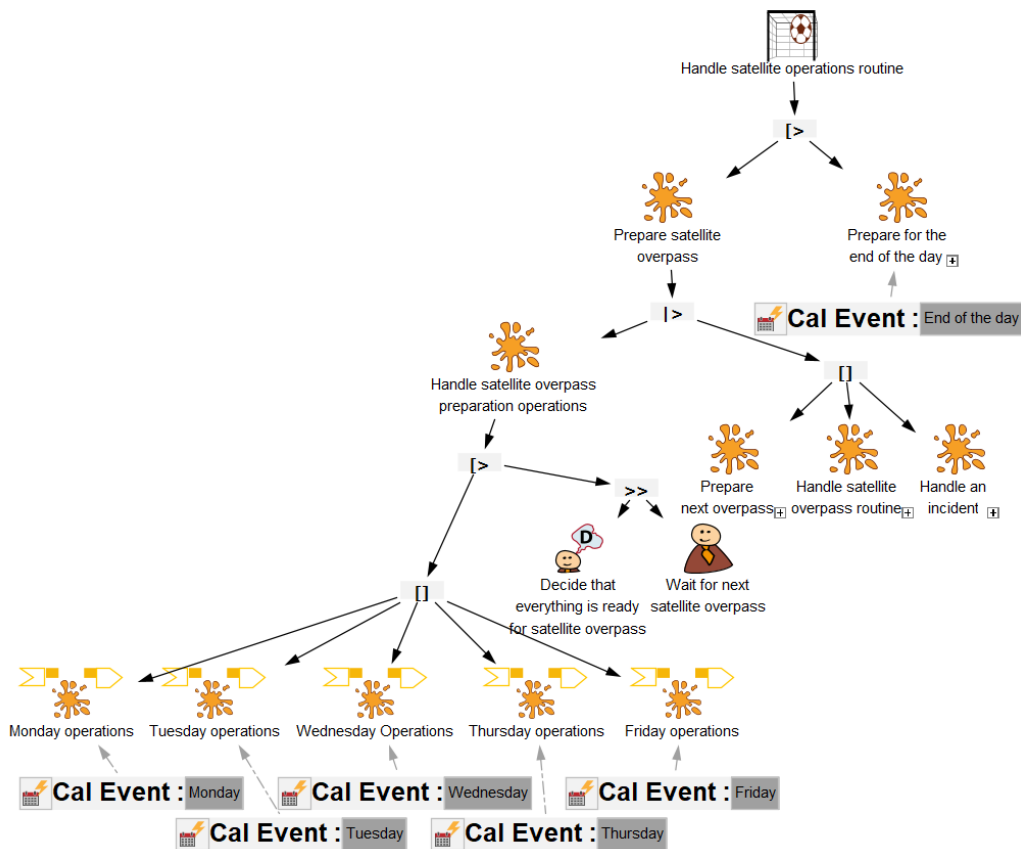 Handle satellite operations routine
[>
Prepare satellite
overpass
Prepare for the
end of the day
|>
Cal Event : End of the day
Handle satellite overpass
preparation operations
[]
[>
Prepare
next overpass
Handle satellite
overpass routine
Handle an
incident
>>
D
Decide that
everything is ready
for satellite overpass
Wait for next
satellite overpass
[]
Monday operations
Tuesday operations
Wednesday Operations
Thursday operations
Friday operations
Cal Event : Monday
Cal Event : Wednesday
Cal Event : Friday
Cal Event : Tuesday
Cal Event : Thursday